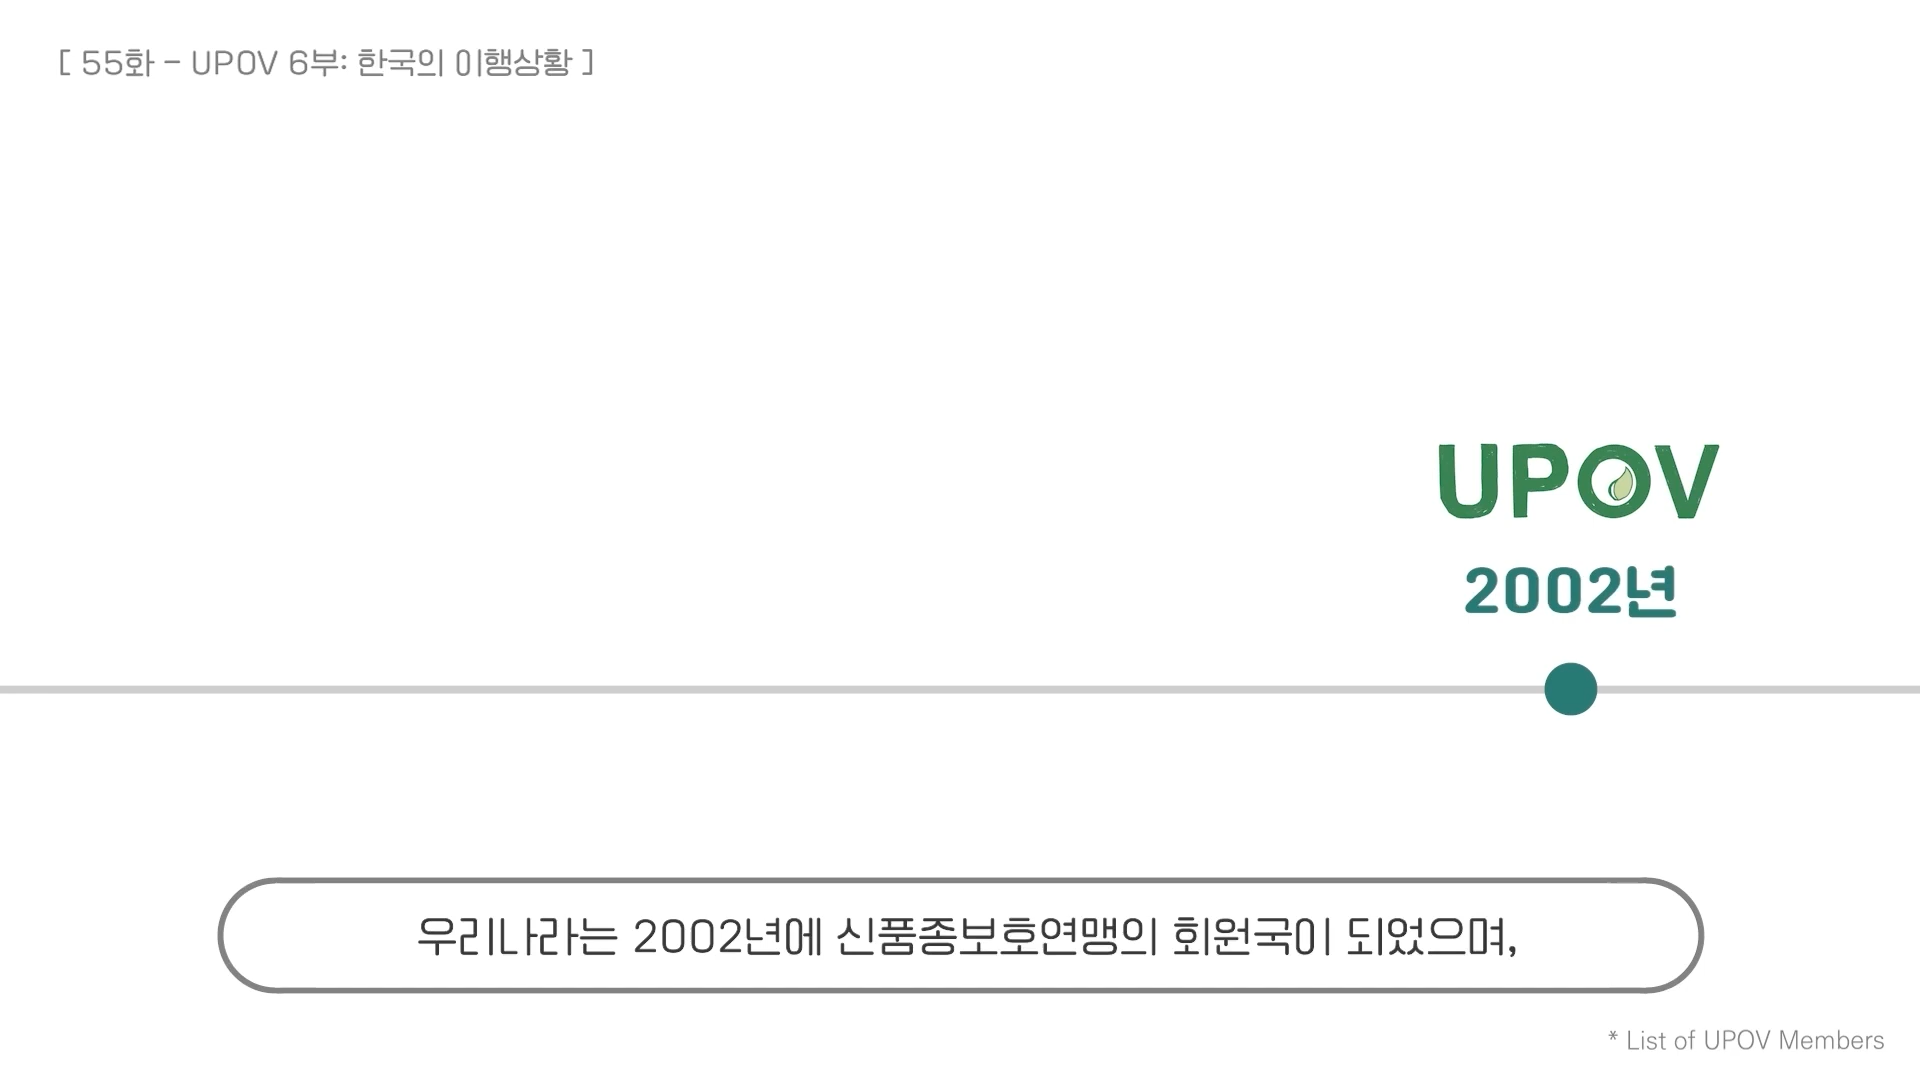 [ 55화 - UPOV 6부: 한국의 이행상황 ]
UPOV
2002년
우리나라는 2002년에 신품종보호연맹의 회원국이 되었으며,
* List of UPOV Members